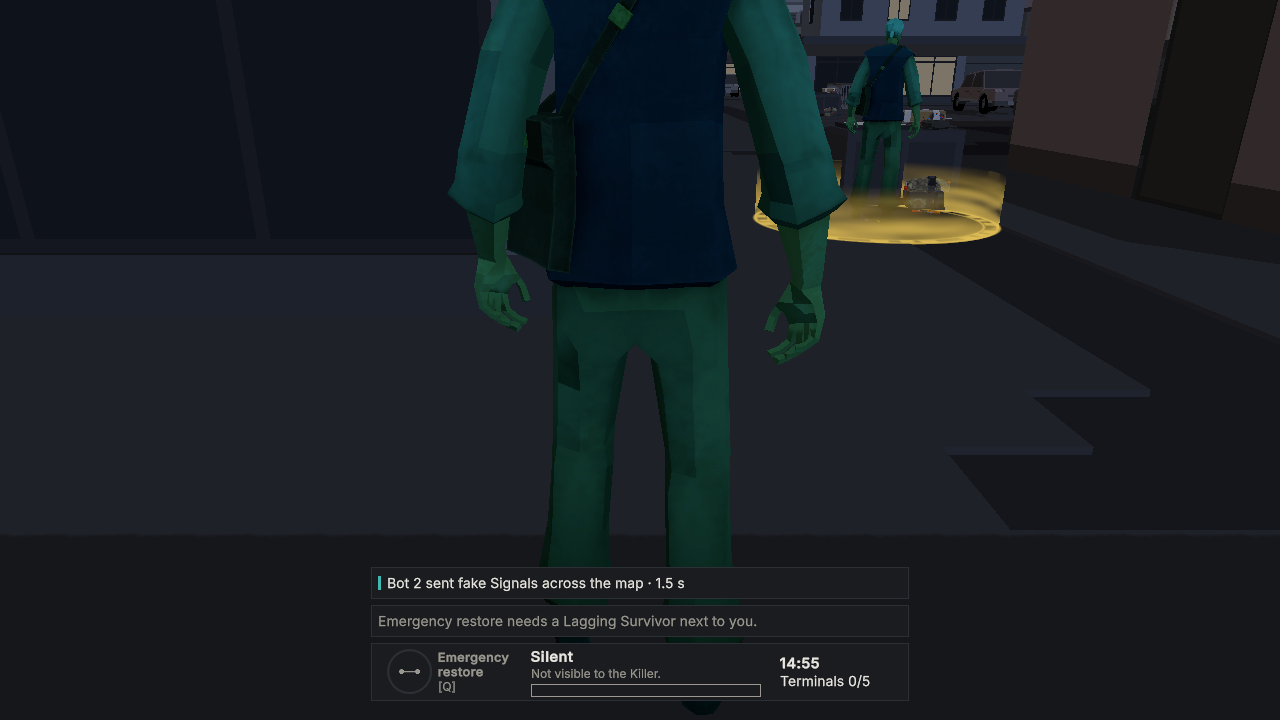 Bot 2 sent fake Signals across the map · 1.5 s
Emergency restore needs a Lagging Survivor next to you.
Emergency restore
[Q]
Silent
Not visible to the Killer.
14:55
Terminals 0/5